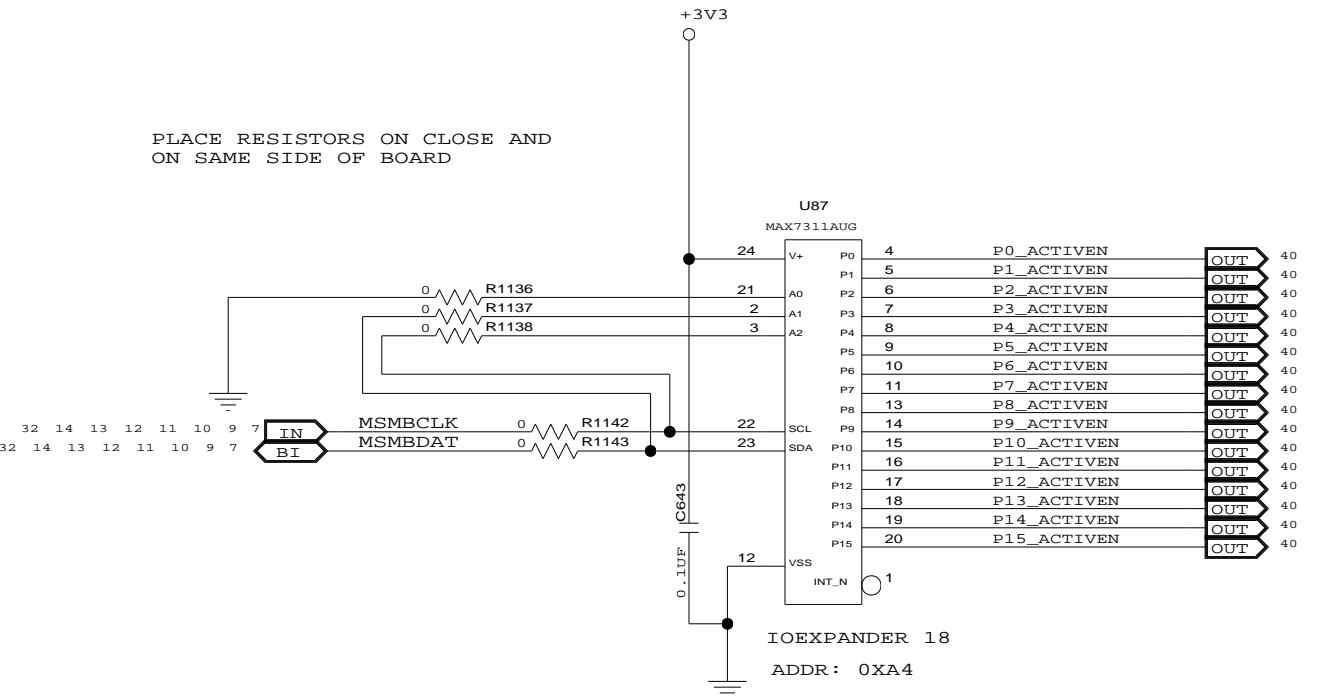 +3V3
PLACE RESISTORS ON CLOSE AND
ON SAME SIDE OF BOARD
U87
MAX7311AUG
24 V+ P0 4 P0_ACTIVEN OUT 40
P1 5 P1_ACTIVEN OUT 40
0 R1136 21 A0 P2 6 P2_ACTIVEN OUT 40
0 R1137 2 A1 P3 7 P3_ACTIVEN OUT 40
0 R1138 3 A2 P4 8 P4_ACTIVEN OUT 40
P5 9 P5_ACTIVEN OUT 40
P6 10 P6_ACTIVEN OUT 40
P7 11 P7_ACTIVEN OUT 40
P8 13 P8_ACTIVEN OUT 40
32 14 13 12 11 10 9 7 IN MSMBCLK 0 R1142 22 SCL P9 14 P9_ACTIVEN OUT 40
32 14 13 12 11 10 9 7 BI MSMBDAT 0 R1143 23 SDA P10 15 P10_ACTIVEN OUT 40
P11 16 P11_ACTIVEN OUT 40
P12 17 P12_ACTIVEN OUT 40
P13 18 P13_ACTIVEN OUT 40
P14 19 P14_ACTIVEN OUT 40
P15 20 P15_ACTIVEN OUT 40
C643
0.1UF
12 VSS
INT_N 1
IOEXPANDER 18
ADDR: 0XA4